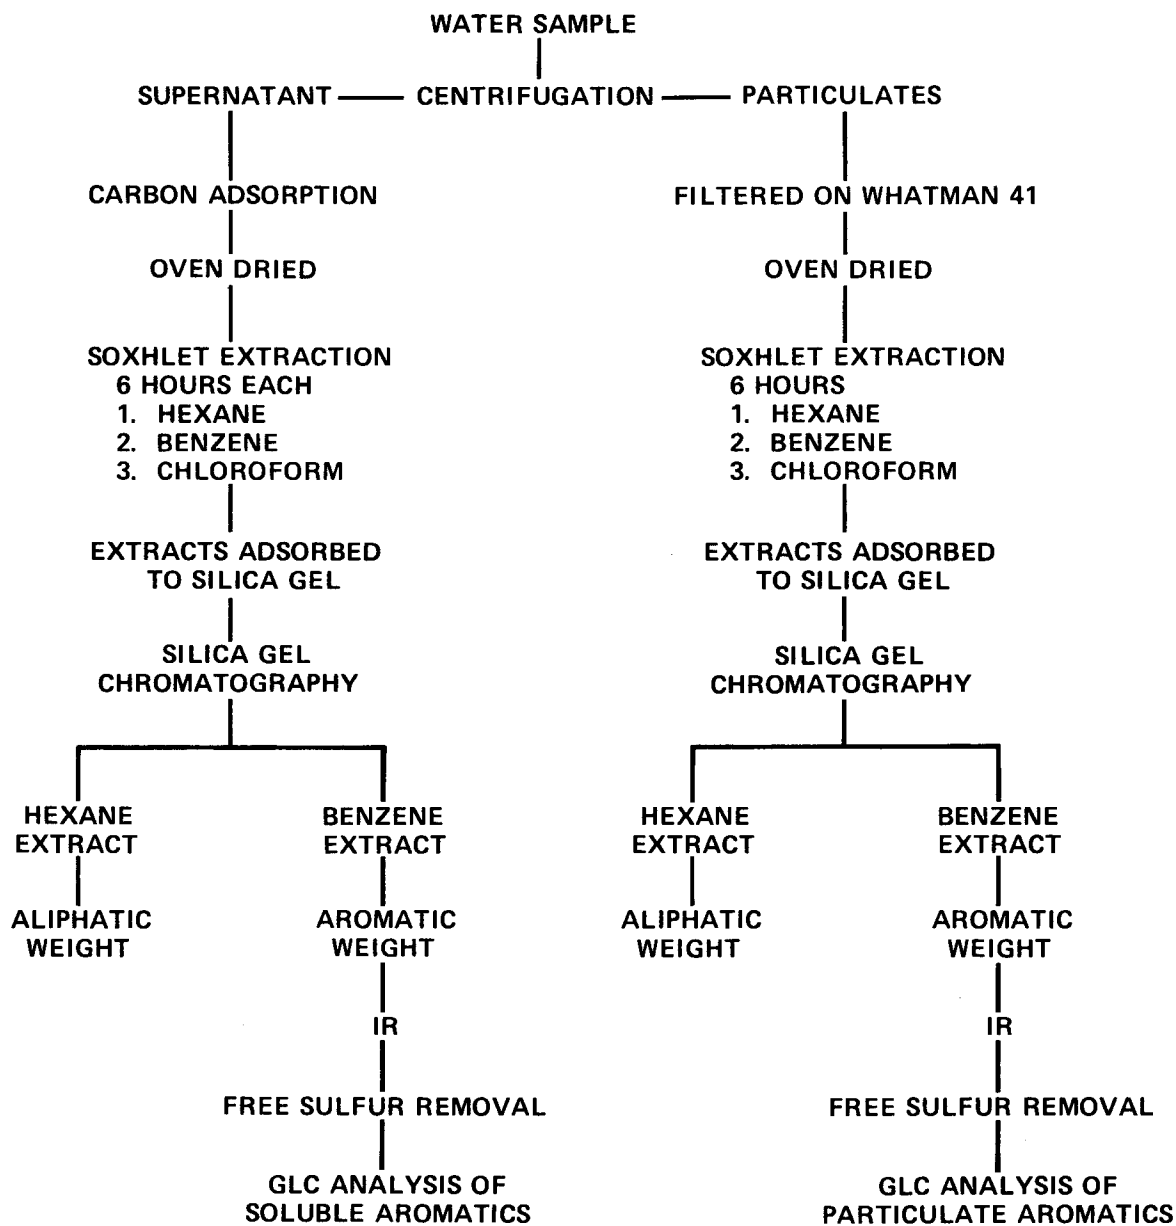 WATER SAMPLE
SUPERNATANT CENTRIFUGATION PARTICULATES
CARBON ADSORPTION
OVEN DRIED
SOXHLET EXTRACTION
6 HOURS EACH
1. HEXANE
2. BENZENE
3. CHLOROFORM
EXTRACTS ADSORBED
TO SILICA GEL
SILICA GEL
CHROMATOGRAPHY
HEXANE
EXTRACT
ALIPHATIC
WEIGHT
BENZENE
EXTRACT
AROMATIC
WEIGHT
IR
FREE SULFUR REMOVAL
GLC ANALYSIS OF
SOLUBLE AROMATICS
FILTERED ON WHATMAN 41
OVEN DRIED
SOXHLET EXTRACTION
6 HOURS
1. HEXANE
2. BENZENE
3. CHLOROFORM
EXTRACTS ADSORBED
TO SILICA GEL
SILICA GEL
CHROMATOGRAPHY
HEXANE
EXTRACT
ALIPHATIC
WEIGHT
BENZENE
EXTRACT
AROMATIC
WEIGHT
IR
FREE SULFUR REMOVAL
GLC ANALYSIS OF
PARTICULATE AROMATICS